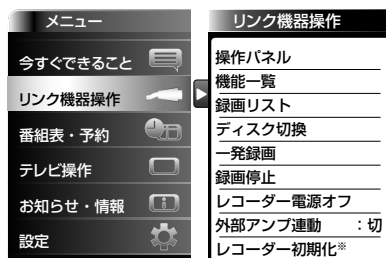 メニュー
今すぐできること
リンク機器操作
番組表・予約
テレビ操作
お知らせ・情報
設定
リンク機器操作
操作パネル
機能一覧
録画リスト
ディスク切換
一発録画
録画停止
レコーダー電源オフ
外部アンプ連動 :切
レコーダー初期化※